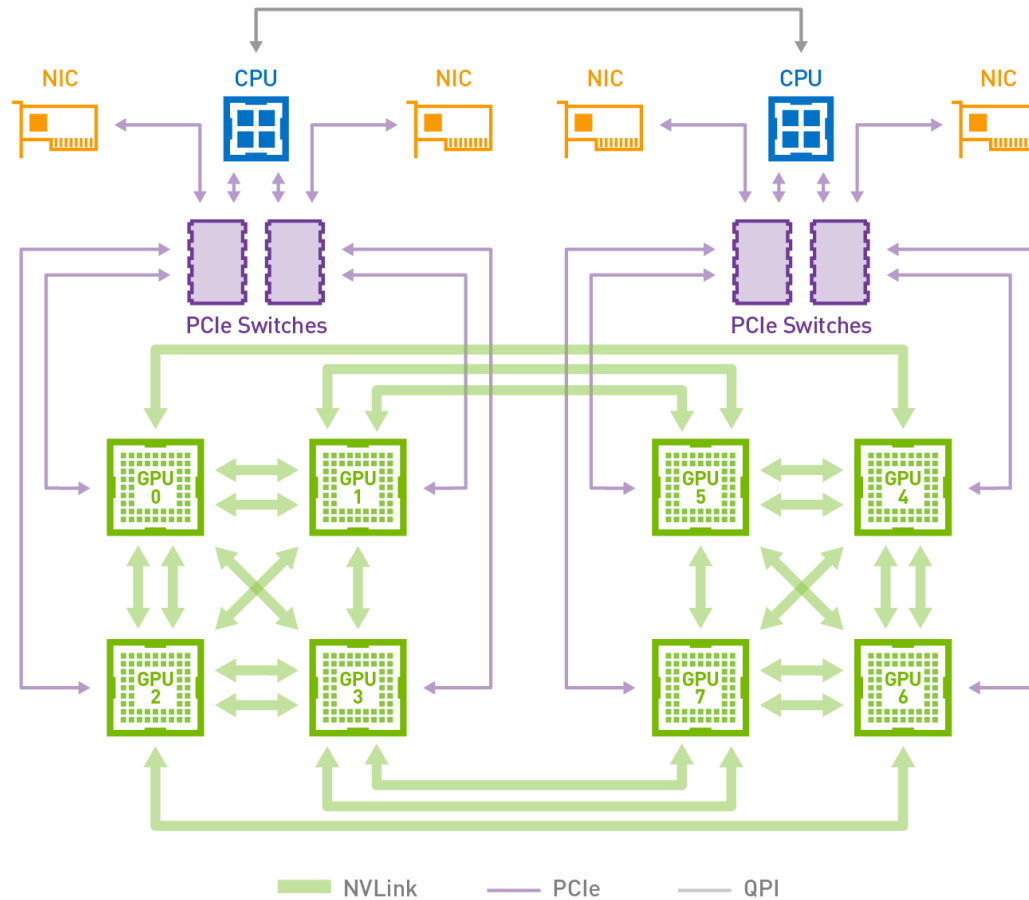 NIC
CPU
NIC
NIC
CPU
NIC
PCIe Switches
PCIe Switches
GPU
0
GPU
1
GPU
5
GPU
4
GPU
2
GPU
3
GPU
7
GPU
6
NVLink
PCIe
QPI